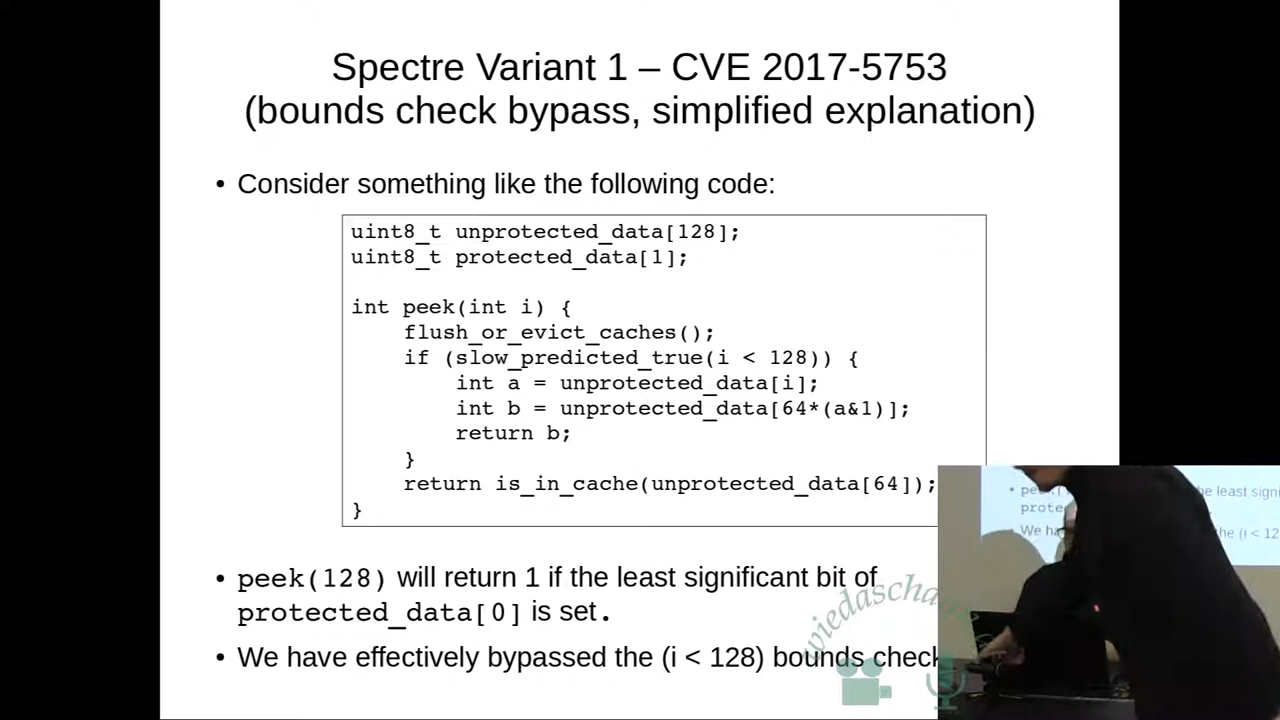 Spectre Variant 1 – CVE 2017-5753
(bounds check bypass, simplified explanation)
• Consider something like the following code:
uint8_t unprotected_data[128];
uint8_t protected_data[1];
int peek(int i) {
flush_or_evict_caches();
if (slow_predicted_true(i < 128)) {
int a = unprotected_data[i];
int b = unprotected_data[64*(a&1)];
return b;
}
return is_in_cache(unprotected_data[64]);
}
• peek(128) will return 1 if the least significant bit of
protected_data[0] is set.
• We have effectively bypassed the (i < 128) bounds check